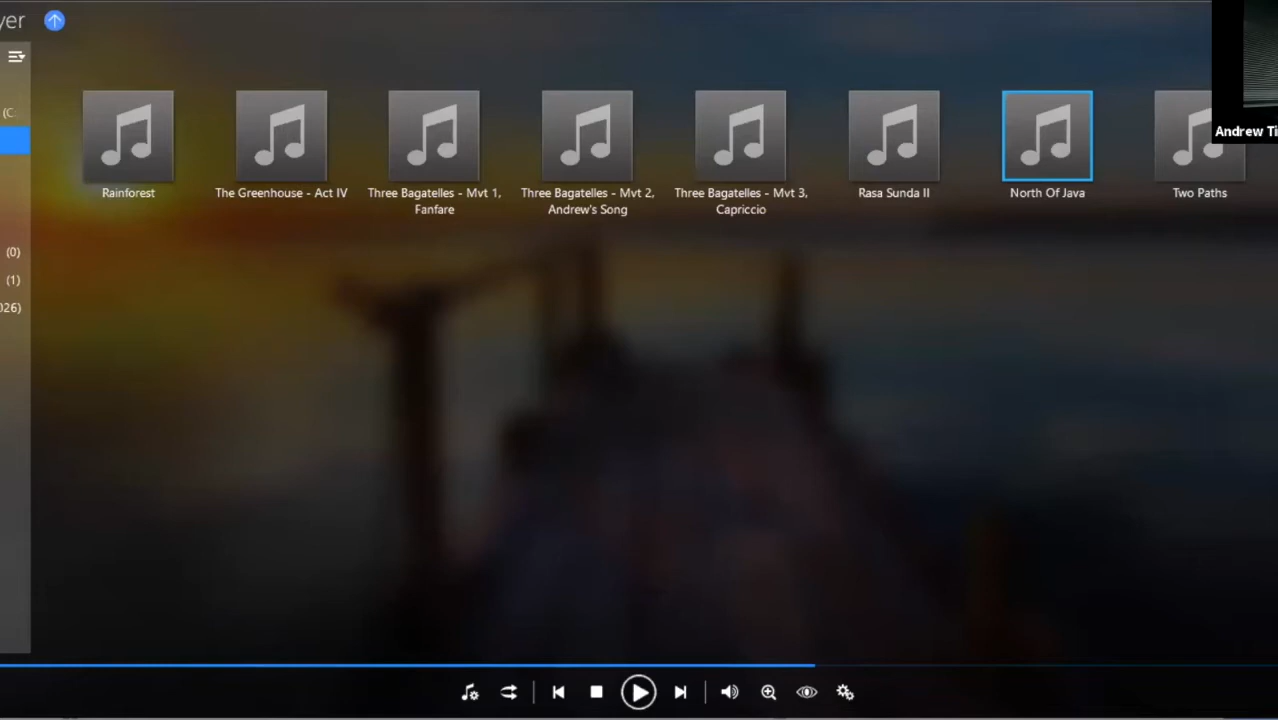 yer
(C:
Rainforest
The Greenhouse - Act IV
Three Bagatelles - Mvt 1,
Fanfare
Three Bagatelles - Mvt 2,
Andrew's Song
Three Bagatelles - Mvt 3,
Capriccio
Rasa Sunda II
North Of Java
Two Paths
Andrew Ti
(0)
(1)
026)